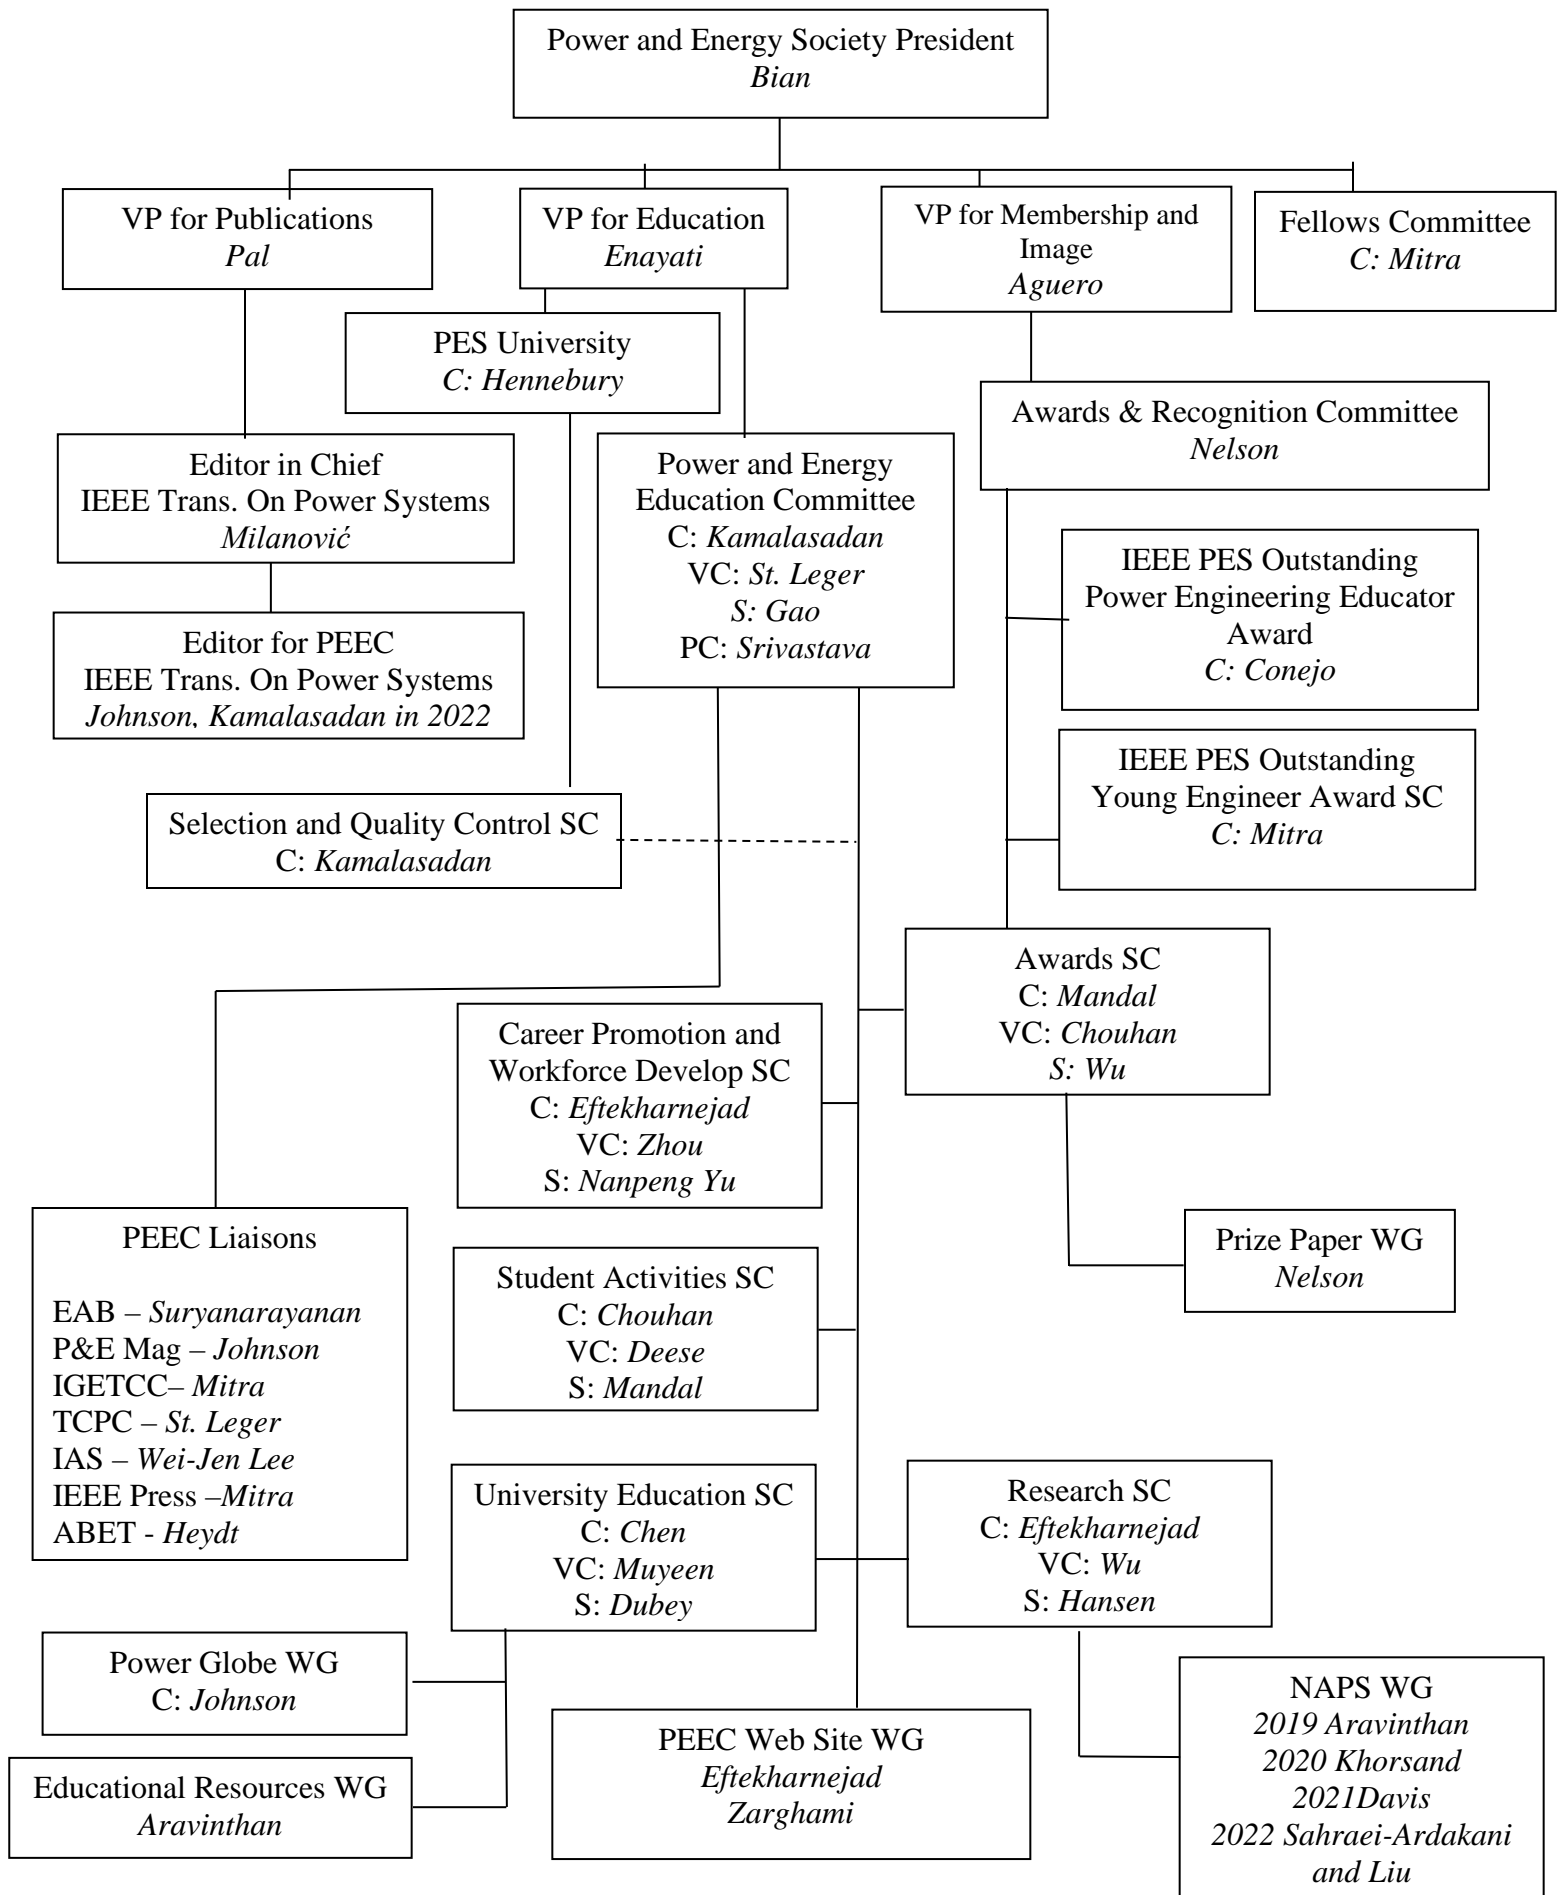 Power and Energy Society President
Bian
VP for Publications
Pal
VP for Education
Enayati
VP for Membership and
Image
Aguero
Fellows Committee
C: Mitra
PES University
C: Hennebury
Awards & Recognition Committee
Nelson
Editor in Chief
IEEE Trans. On Power Systems
Milanović
Power and Energy
Education Committee
C: Kamalasadan
VC: St. Leger
S: Gao
PC: Srivastava
IEEE PES Outstanding
Power Engineering Educator
Award
C: Conejo
Editor for PEEC
IEEE Trans. On Power Systems
Johnson, Kamalasadan in 2022
IEEE PES Outstanding
Young Engineer Award SC
C: Mitra
Selection and Quality Control SC
C: Kamalasadan
Awards SC
C: Mandal
VC: Chouhan
S: Wu
Career Promotion and
Workforce Develop SC
C: Eftekharnejad
VC: Zhou
S: Nanpeng Yu
PEEC Liaisons
EAB – Suryanarayanan
P&E Mag – Johnson
IGETCC– Mitra
TCPC – St. Leger
IAS – Wei-Jen Lee
IEEE Press –Mitra
ABET - Heydt
Prize Paper WG
Nelson
Student Activities SC
C: Chouhan
VC: Deese
S: Mandal
University Education SC
C: Chen
VC: Muyeen
S: Dubey
Research SC
C: Eftekharnejad
VC: Wu
S: Hansen
Power Globe WG
C: Johnson
NAPS WG
2019 Aravinthan
2020 Khorsand
2021Davis
2022 Sahraei-Ardakani
and Liu
PEEC Web Site WG
Eftekharnejad
Zarghami
Educational Resources WG
Aravinthan